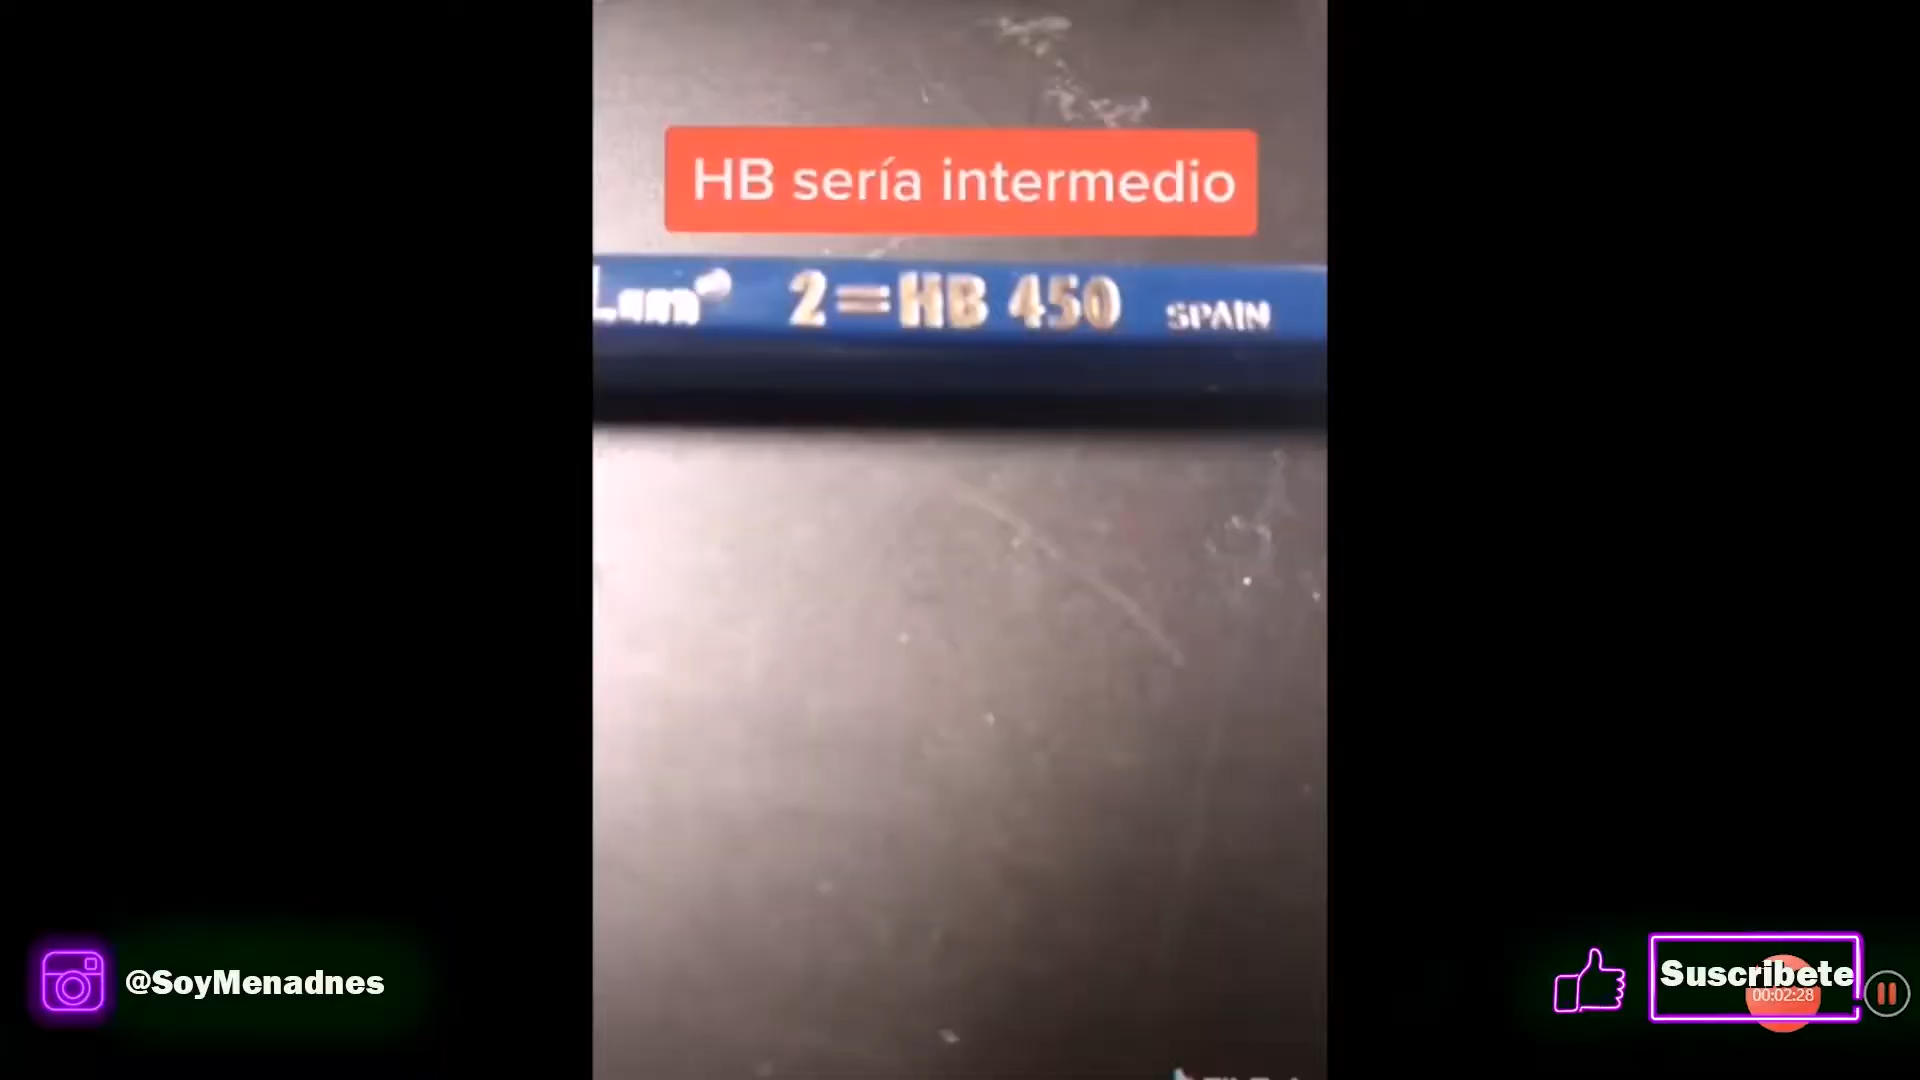 HB sería intermedio
2=HB 450 SPAIN
@SoyMenadnes
Suscribete
00:02:28